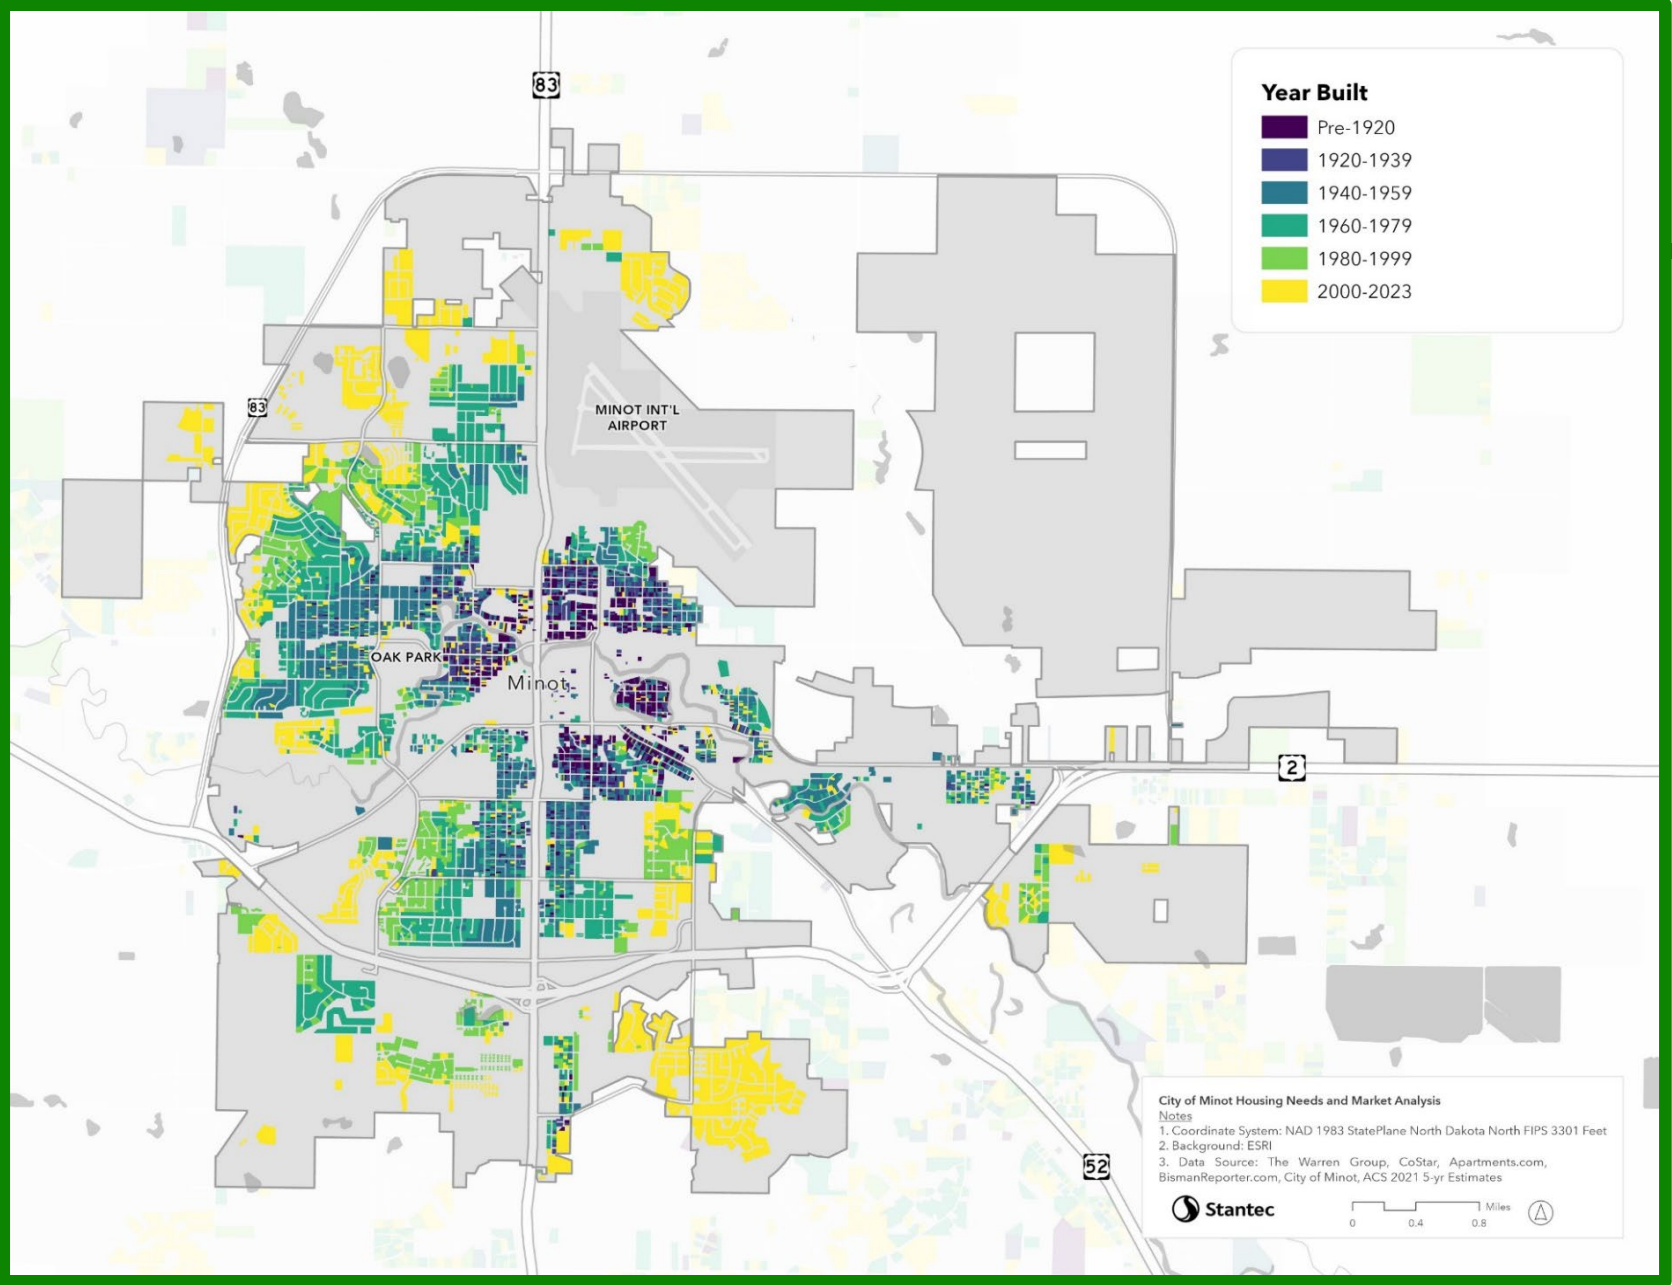 83
Year Built
Pre-1920
1920-1939
1940-1959
1960-1979
1980-1999
2000-2023
83
MINOT INT'L
AIRPORT
OAK PARK
Minot
2
52
City of Minot Housing Needs and Market Analysis
Notes
1. Coordinate System: NAD 1983 StatePlane North Dakota North FIPS 3301 Feet
2. Background: ESRI
3. Data Source: The Warren Group, CoStar, Apartments.com,
BismanReporter.com, City of Minot, ACS 2021 5-yr Estimates
Stantec
Miles
0 0.4 0.8